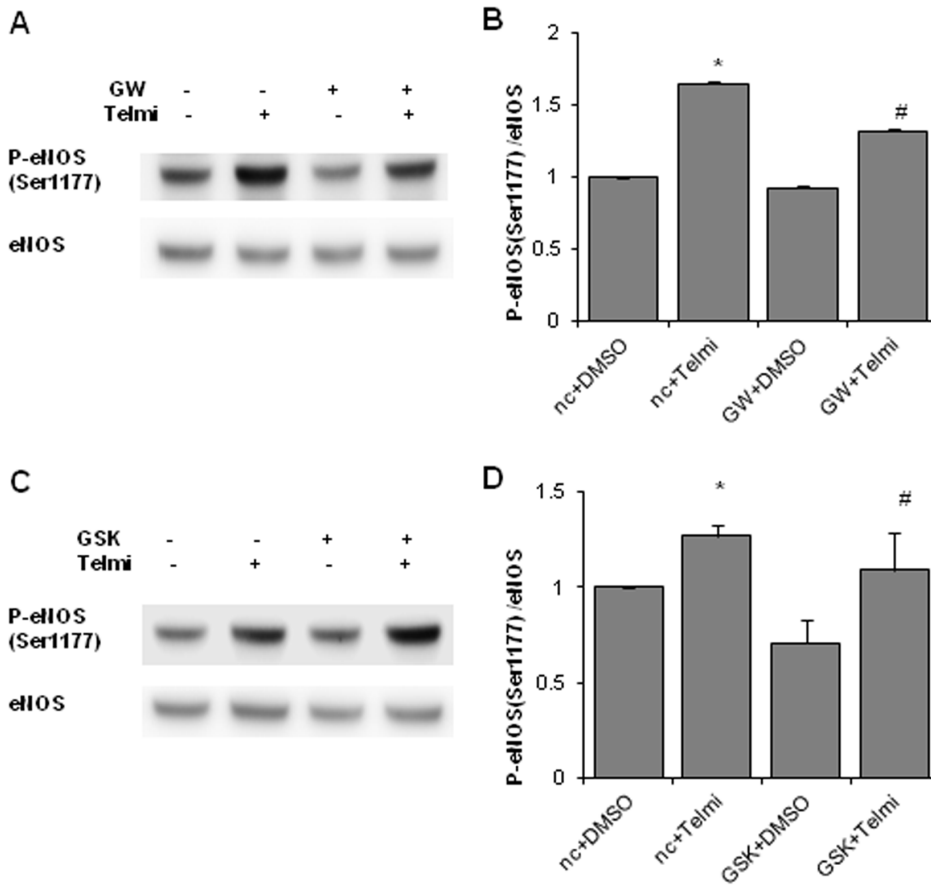 A
GW - - + +
Telmi - + - +
P-eNOS
(Ser1177)
eNOS
B
P-eNOS(Ser1177) /eNOS
2
1.5
1
0.5
0
*
#
nc+DMSO
nc+Telmi
GW+DMSO
GW+Telmi
C
GSK - - + +
Telmi - + - +
P-eNOS
(Ser1177)
eNOS
D
P-eNOS(Ser1177) /eNOS
1.5
1
0.5
0
*
#
nc+DMSO
nc+Telmi
GSK+DMSO
GSK+Telmi